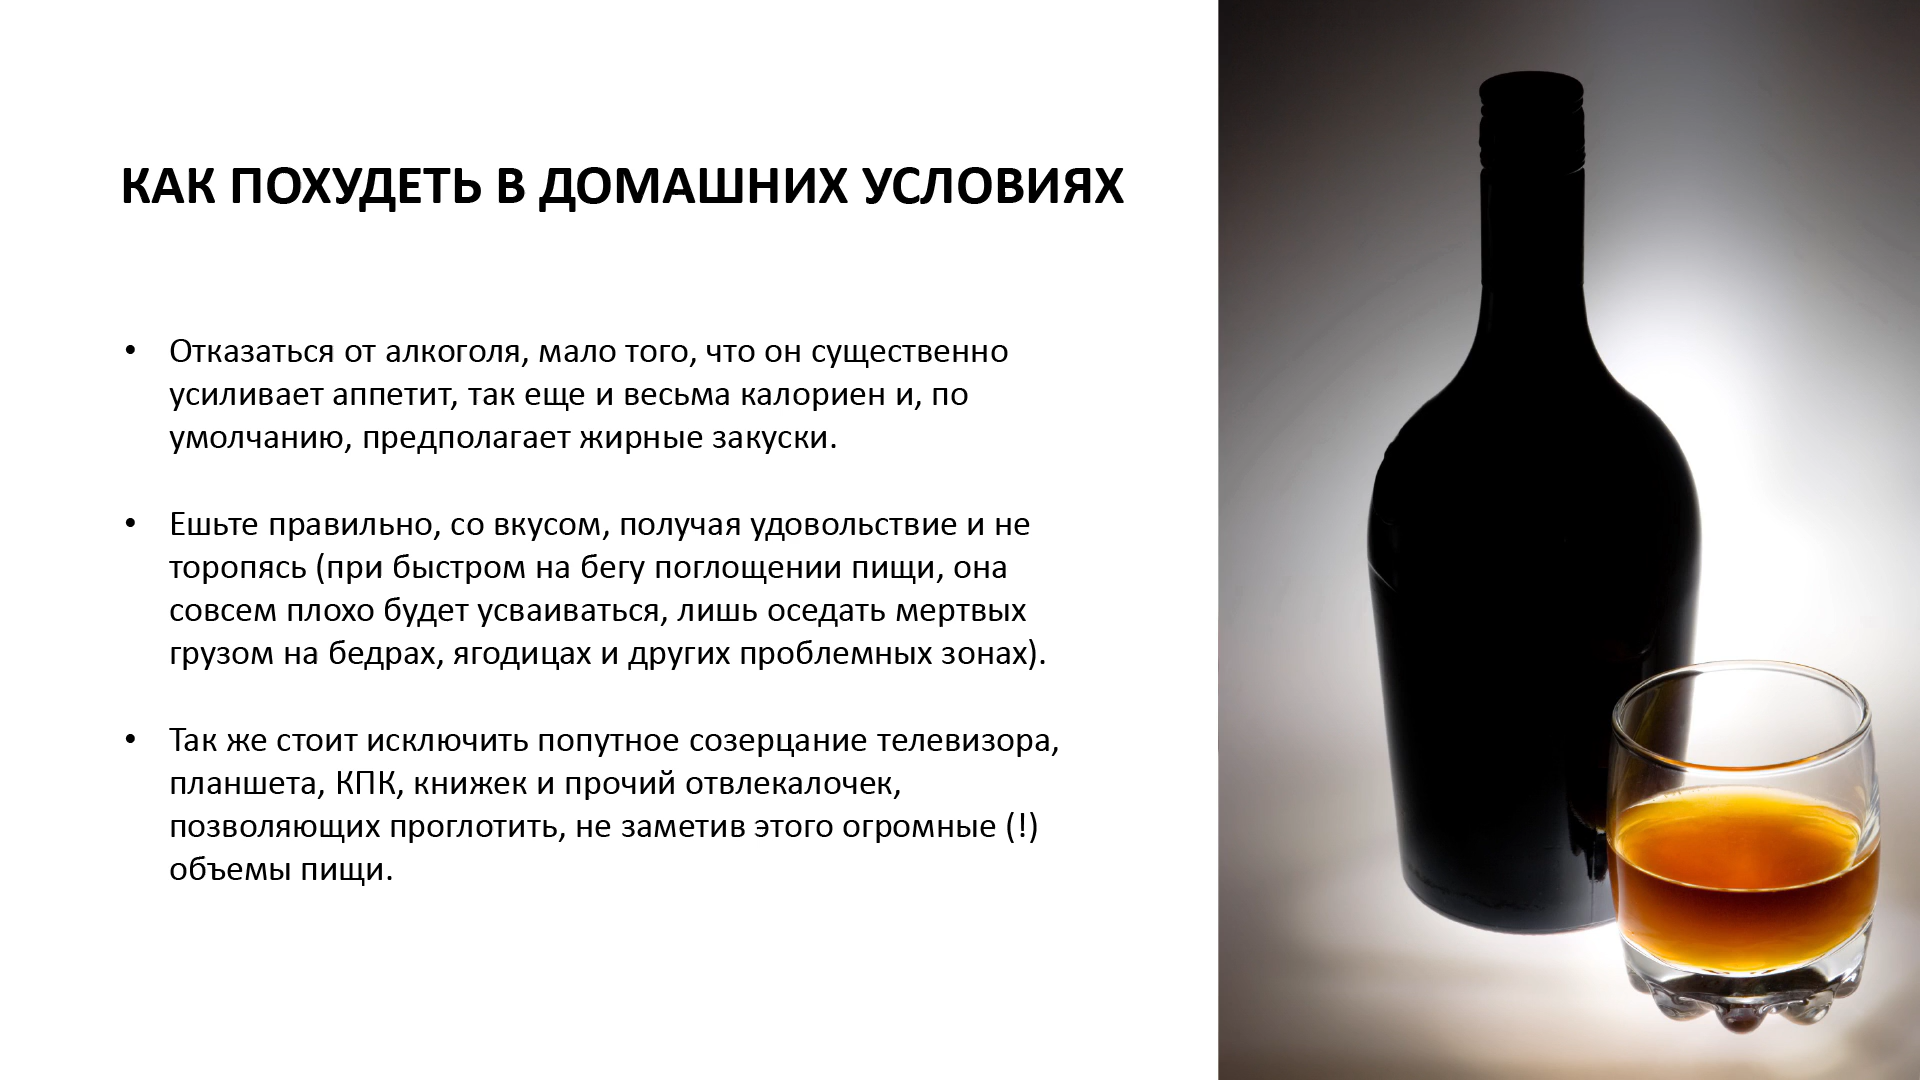 КАК ПОХУДЕТЬ В ДОМАШНИХ УСЛОВИЯХ
• Отказаться от алкоголя, мало того, что он существенно
усиливает аппетит, так еще и весьма калориен и, по
умолчанию, предполагает жирные закуски.
• Ешьте правильно, со вкусом, получая удовольствие и не
торопясь (при быстром на бегу поглощении пищи, она
совсем плохо будет усваиваться, лишь оседать мертвых
грузом на бедрах, ягодицах и других проблемных зонах).
• Так же стоит исключить попутное созерцание телевизора,
планшета, КПК, книжек и прочий отвлекалочек,
позволяющих проглотить, не заметив этого огромные (!)
объемы пищи.